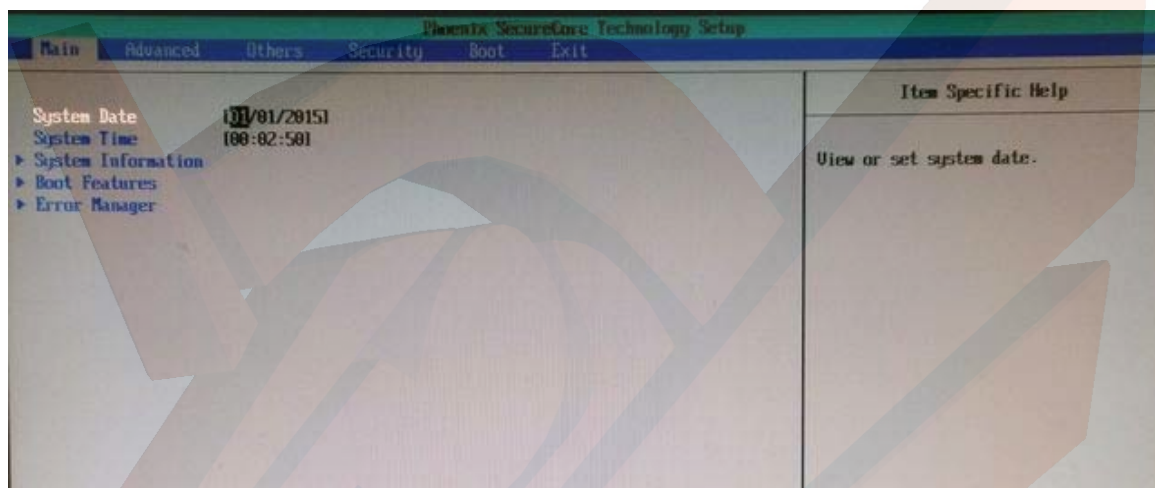 Phoenix SecureCore Technology Setup
Main Advanced Others Security Boot Exit
Item Specific Help
System Date [01/01/2015]
System Time [00:02:50]
System Information
View or set system date.
Boot Features
Error Manager